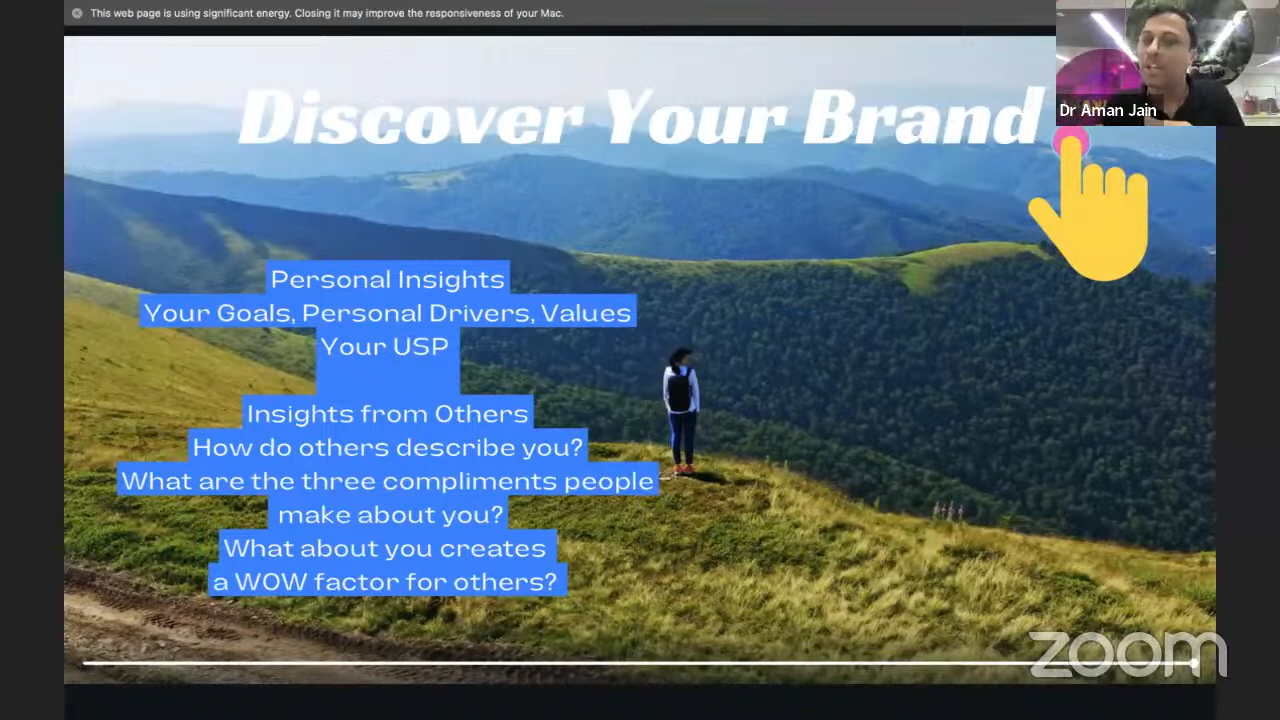 This web page is using significant energy. Closing it may improve the responsiveness of your Mac.
Dr Aman Jain
Discover Your Brand
Personal Insights
Your Goals, Personal Drivers, Values
Your USP
Insights from Others
How do others describe you?
What are the three compliments people
make about you?
What about you creates
a WOW factor for others?
zoom